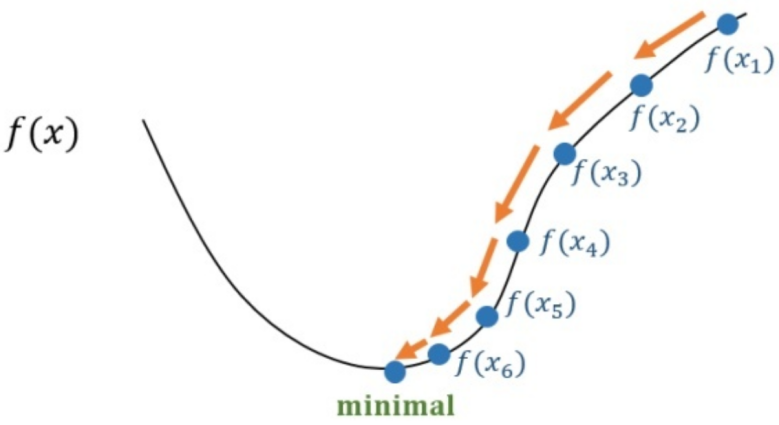 f(x)
f(x₁)
f(x₂)
f(x₃)
f(x₄)
f(x₅)
f(x₆)
minimal